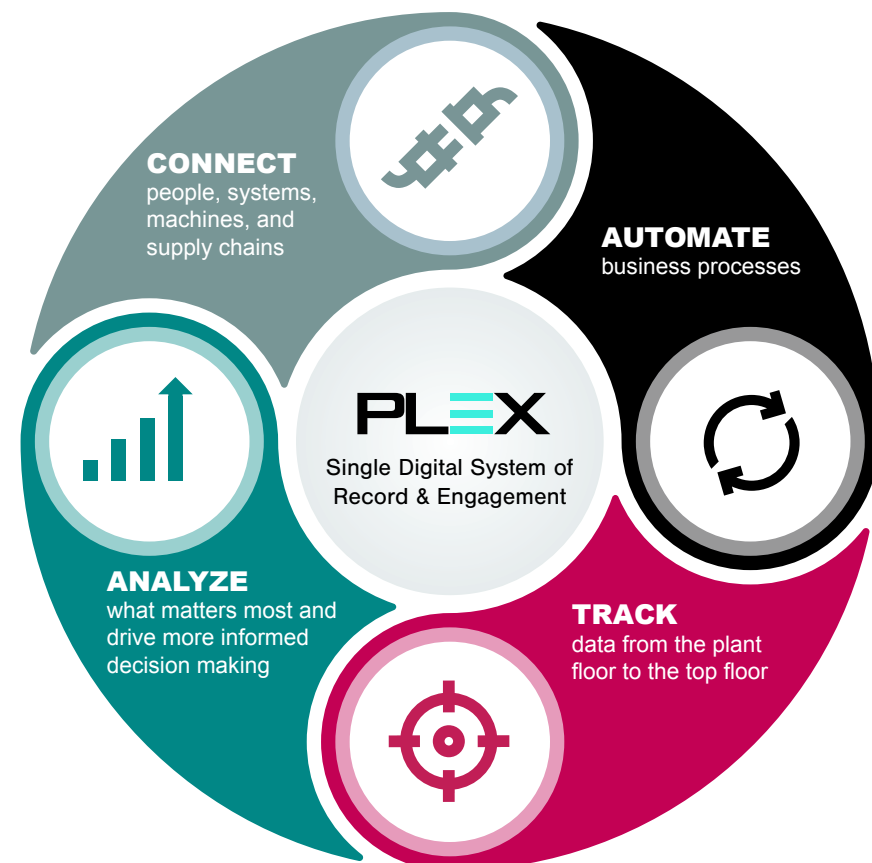 CONNECT
people, systems,
machines, and
supply chains
AUTOMATE
business processes
PLEX
Single Digital System of
Record & Engagement
ANALYZE
what matters most and
drive more informed
decision making
TRACK
data from the plant
floor to the top floor